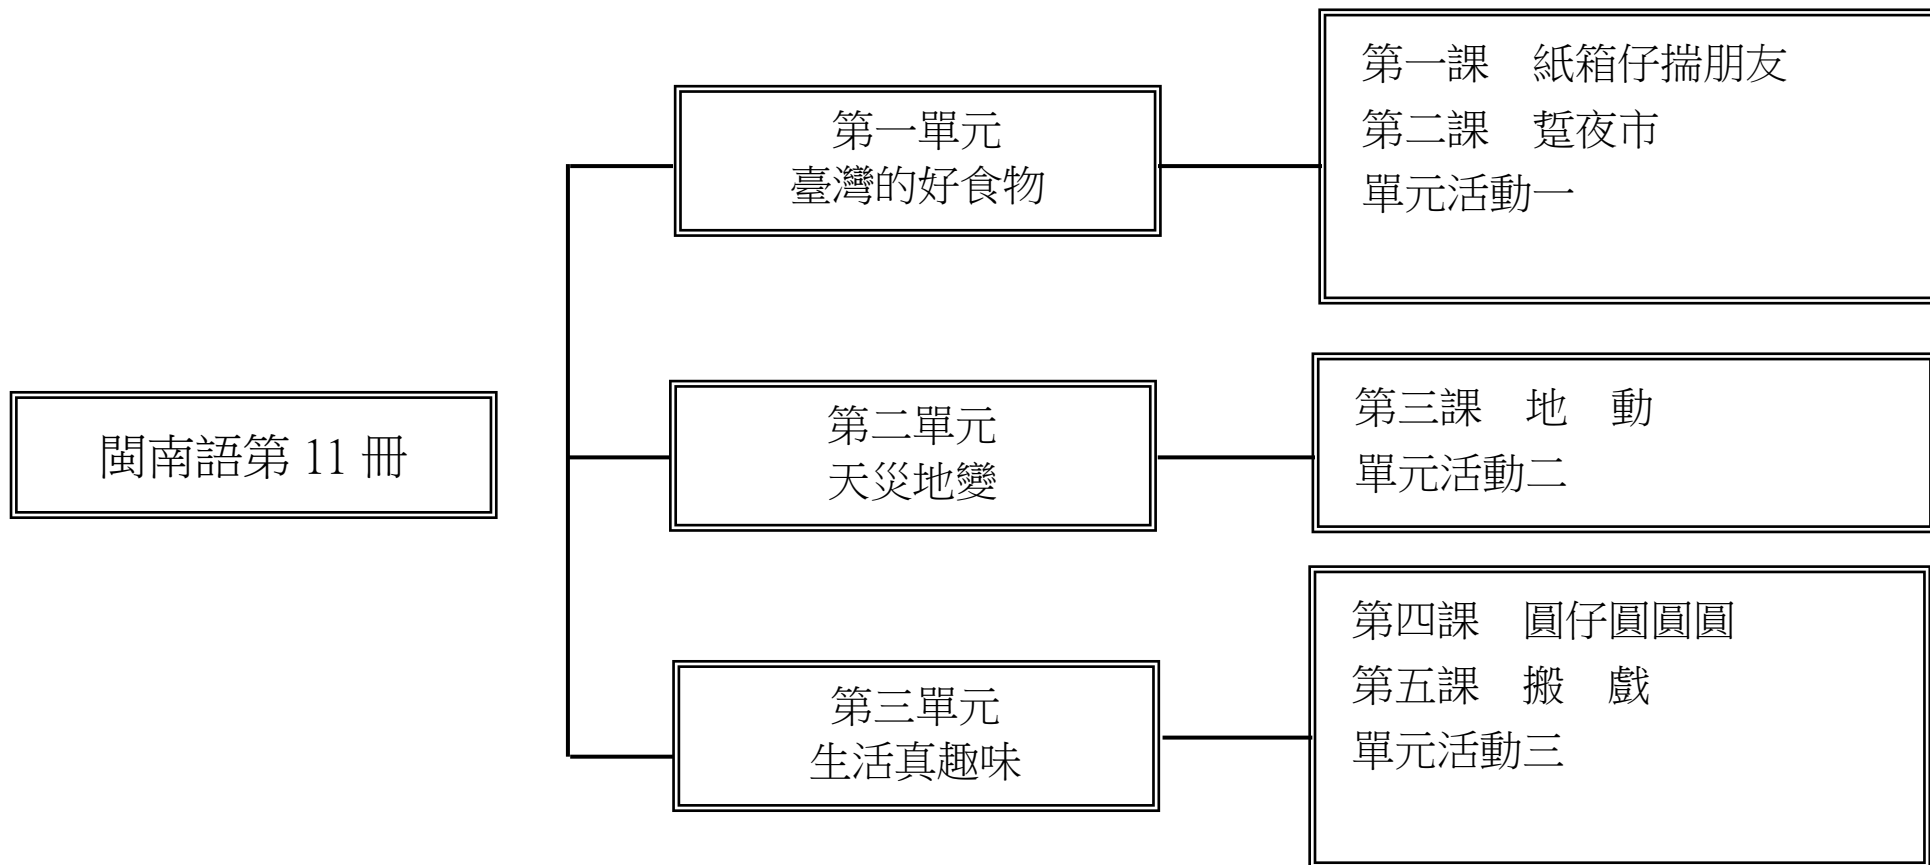 閩南語第 11 冊
第一單元
臺灣的好食物
第一課　紙箱仔揣朋友
第二課　踅夜市
單元活動一
第二單元
天災地變
第三課　地　動
單元活動二
第三單元
生活真趣味
第四課　圓仔圓圓圓
第五課　搬　戲
單元活動三